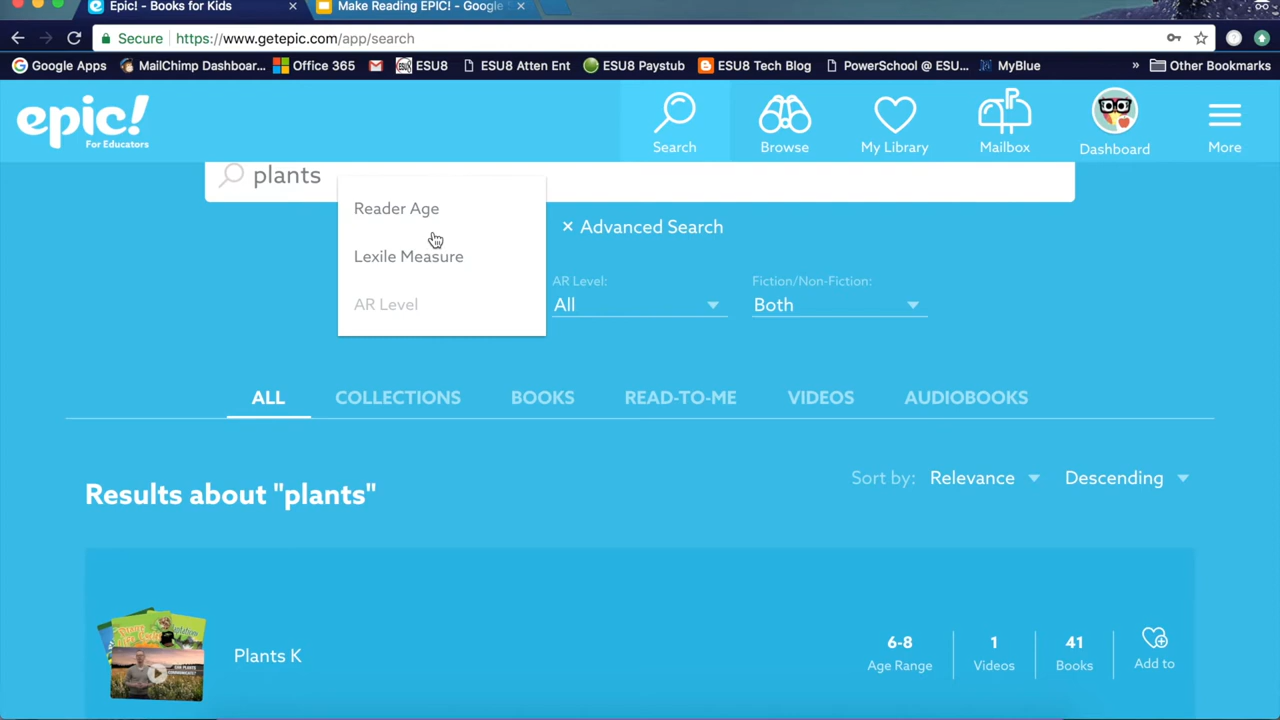 Epic! - Books for Kids
Make Reading EPIC! - Google
Secure https://www.getepic.com/app/search
Google Apps MailChimp Dashboar... Office 365 ESU8 ESU8 Atten Ent ESU8 Paystub ESU8 Tech Blog PowerSchool @ ESU... MyBlue » Other Bookmarks
epic!
For Educators
Search Browse My Library Mailbox Dashboard More
plants
Reader Age
Lexile Measure
AR Level
× Advanced Search
AR Level: Fiction/Non-Fiction:
All Both
ALL COLLECTIONS BOOKS READ-TO-ME VIDEOS AUDIOBOOKS
Results about "plants"
Sort by: Relevance Descending
Plants K
6-8 1 41
Age Range Videos Books Add to